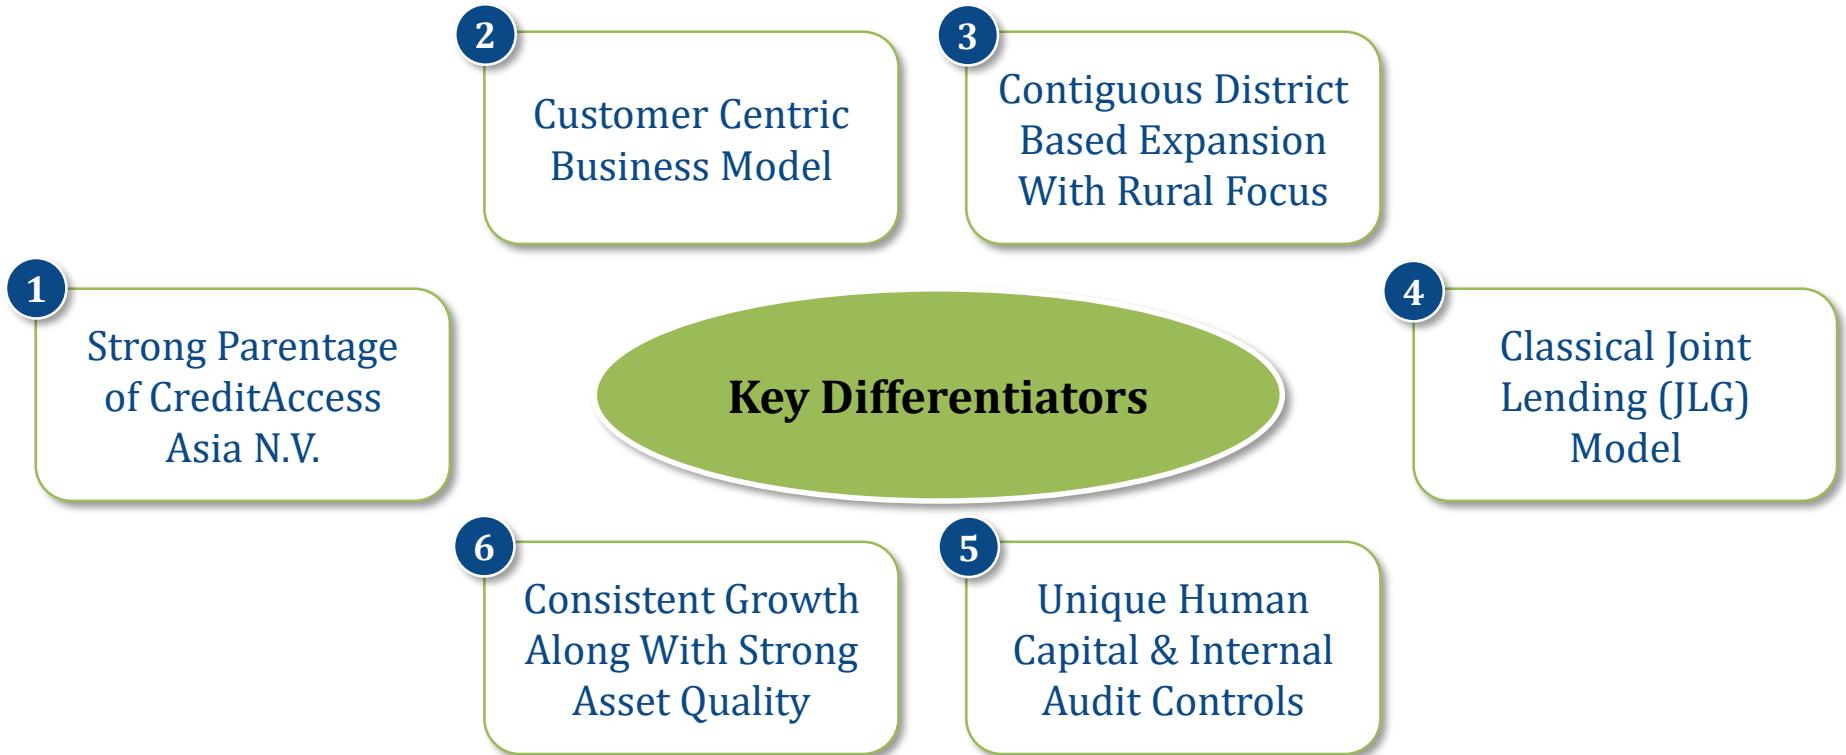 1
Strong Parentage
of CreditAccess
Asia N.V.
2
Customer Centric
Business Model
3
Contiguous District
Based Expansion
With Rural Focus
4
Classical Joint
Lending (JLG)
Model
Key Differentiators
5
Unique Human
Capital & Internal
Audit Controls
6
Consistent Growth
Along With Strong
Asset Quality